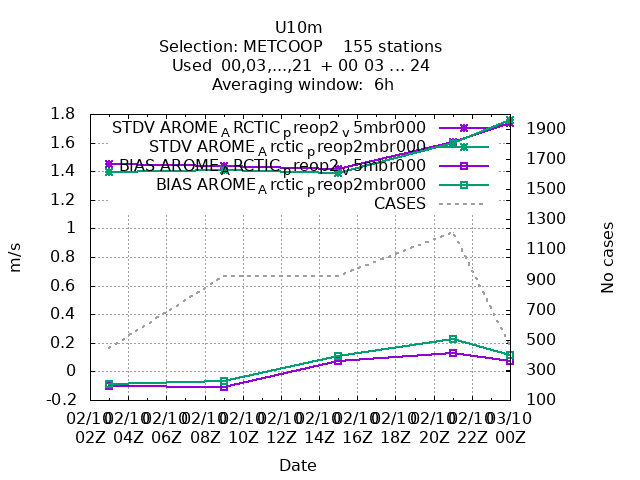 U10m
Selection: METCOOP    155 stations
Used  00,03,...,21  + 00 03 ... 24
Averaging window:  6h
1.8
1.6
1.4
1.2
1
0.8
0.6
0.4
0.2
0
-0.2
m/s
STDV AROME_ARCTIC_preop2_v5mbr000
STDV AROME_Arctic_preop2mbr000
BIAS AROME_ARCTIC_preop2_v5mbr000
BIAS AROME_Arctic_preop2mbr000
CASES
1900
1700
1500
1300
1100
900
700
500
300
100
No cases
02/10 02/10 02/10 02/10 02/10 02/10 02/10 02/10 02/10 02/10 02/10 03/10
02Z 04Z 06Z 08Z 10Z 12Z 14Z 16Z 18Z 20Z 22Z 00Z
Date